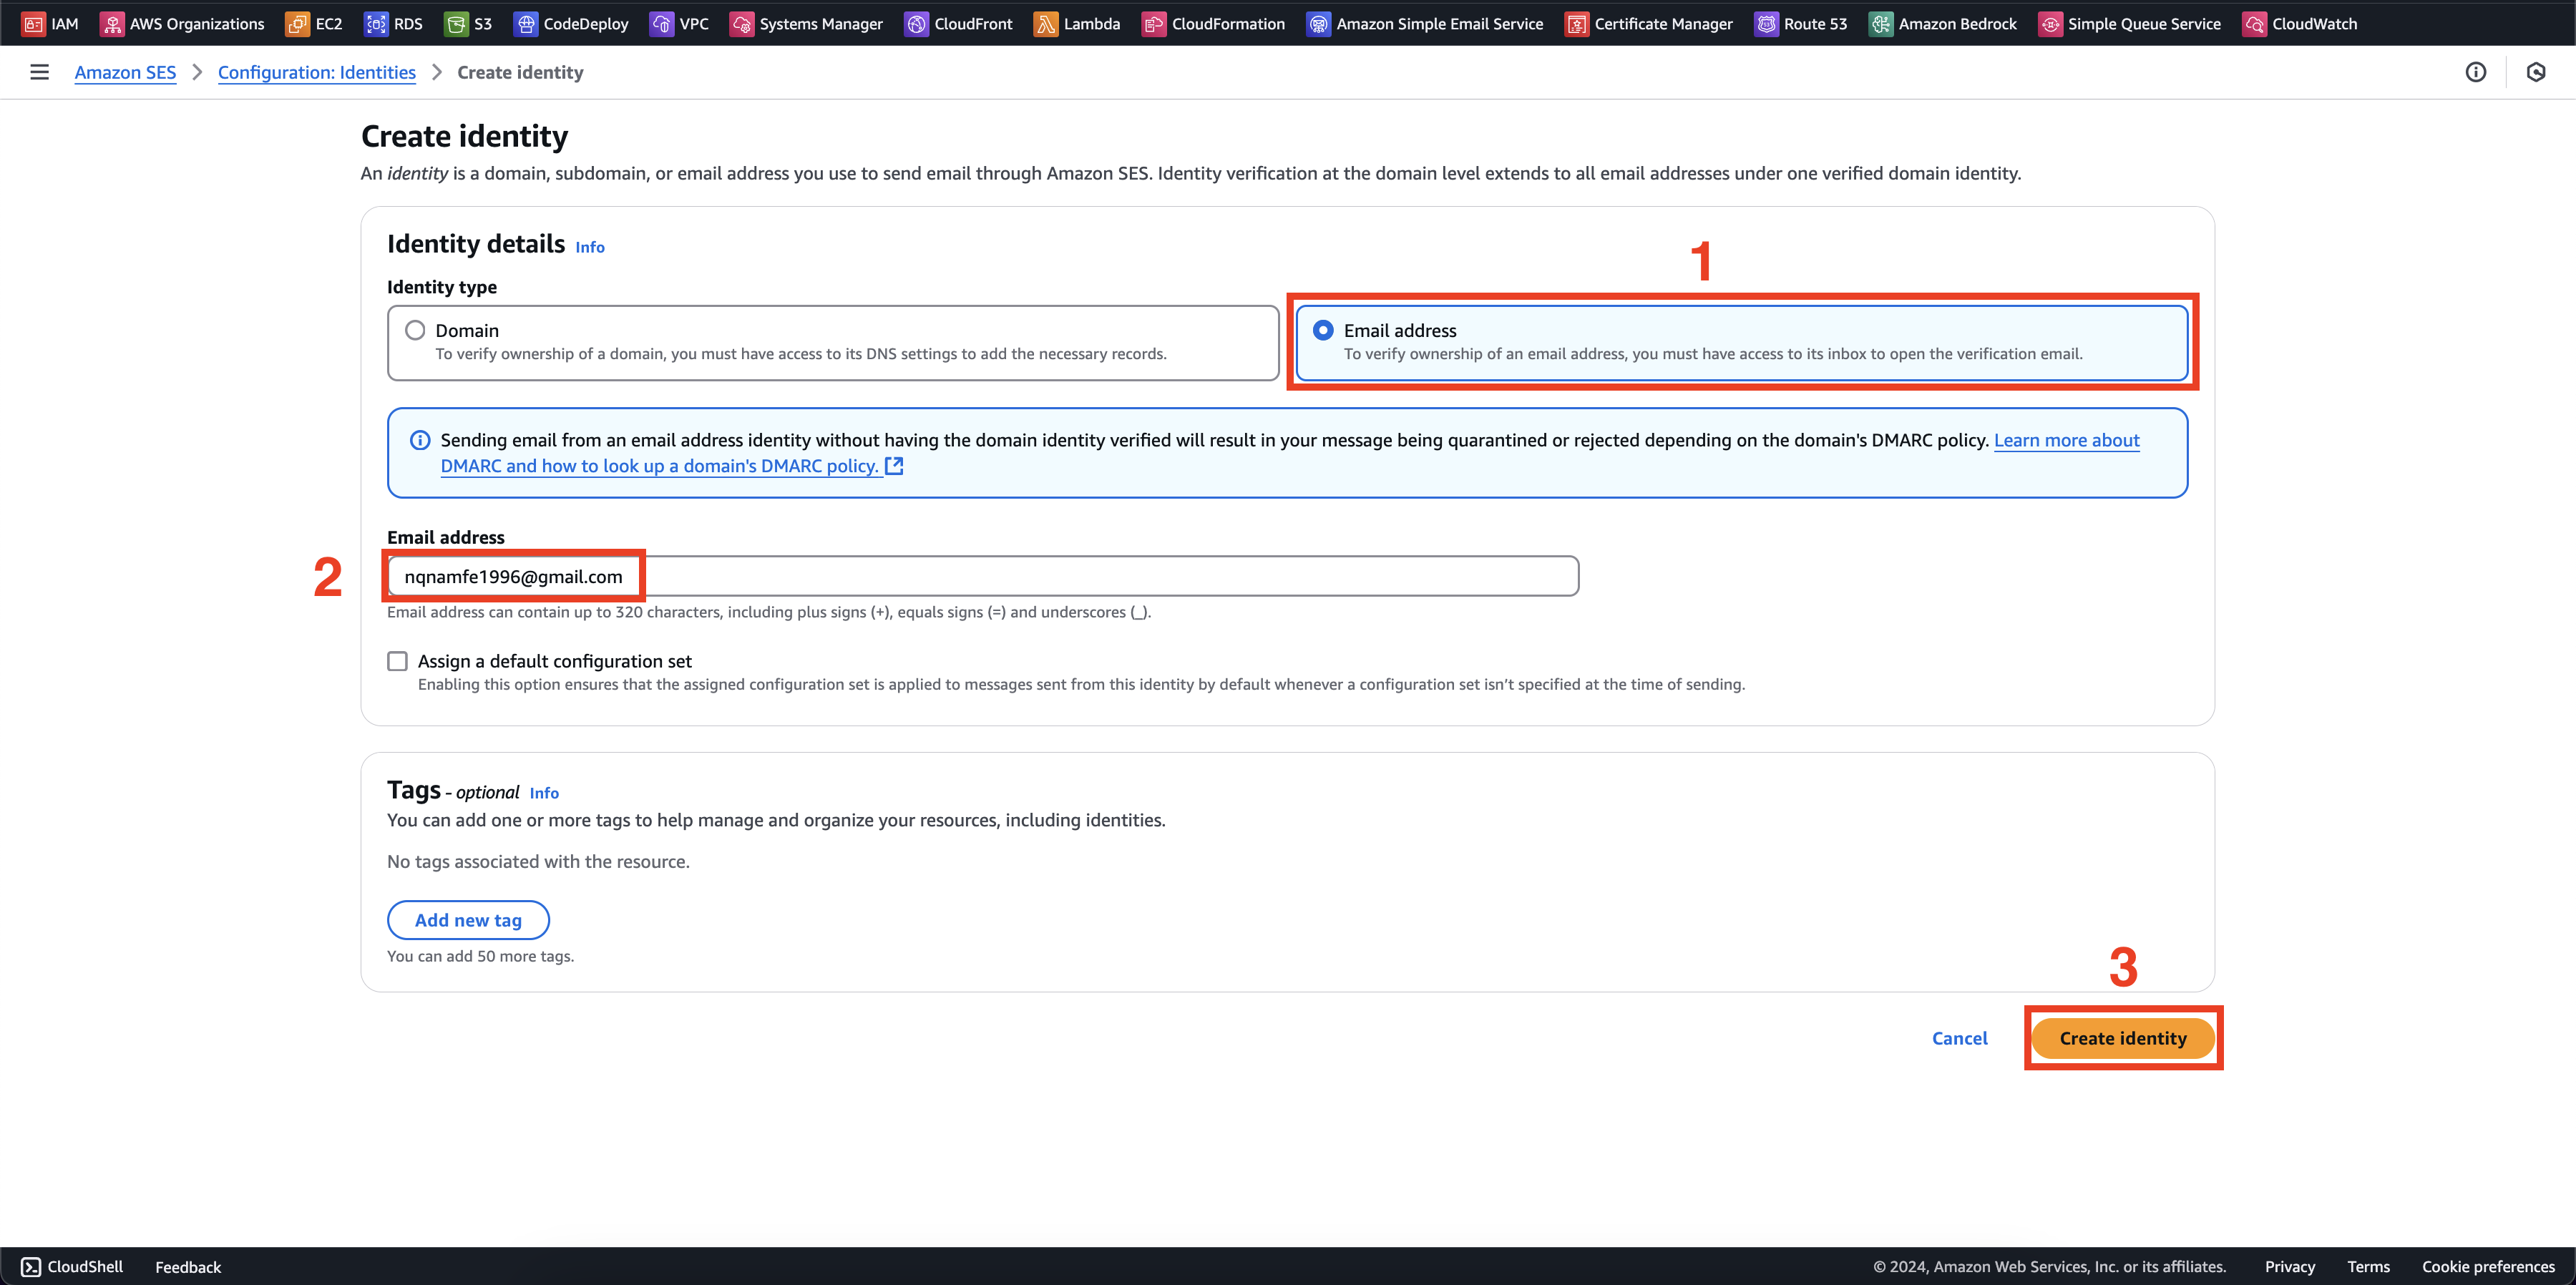 IAM AWS Organizations EC2 RDS S3 CodeDeploy VPC Systems Manager CloudFront Lambda CloudFormation Amazon Simple Email Service Certificate Manager Route 53 Amazon Bedrock Simple Queue Service CloudWatch
Amazon SES > Configuration: Identities > Create identity
Create identity
An identity is a domain, subdomain, or email address you use to send email through Amazon SES. Identity verification at the domain level extends to all email addresses under one verified domain identity.
Identity details Info
1
Identity type
Domain
To verify ownership of a domain, you must have access to its DNS settings to add the necessary records.
Email address
To verify ownership of an email address, you must have access to its inbox to open the verification email.
Sending email from an email address identity without having the domain identity verified will result in your message being quarantined or rejected depending on the domain's DMARC policy. Learn more about
DMARC and how to look up a domain's DMARC policy.
Email address
2
nqnamfe1996@gmail.com
Email address can contain up to 320 characters, including plus signs (+), equals signs (=) and underscores (_).
Assign a default configuration set
Enabling this option ensures that the assigned configuration set is applied to messages sent from this identity by default whenever a configuration set isn’t specified at the time of sending.
Tags - optional Info
You can add one or more tags to help manage and organize your resources, including identities.
No tags associated with the resource.
Add new tag
You can add 50 more tags.
3
Cancel Create identity
CloudShell Feedback © 2024, Amazon Web Services, Inc. or its affiliates. Privacy Terms Cookie preferences